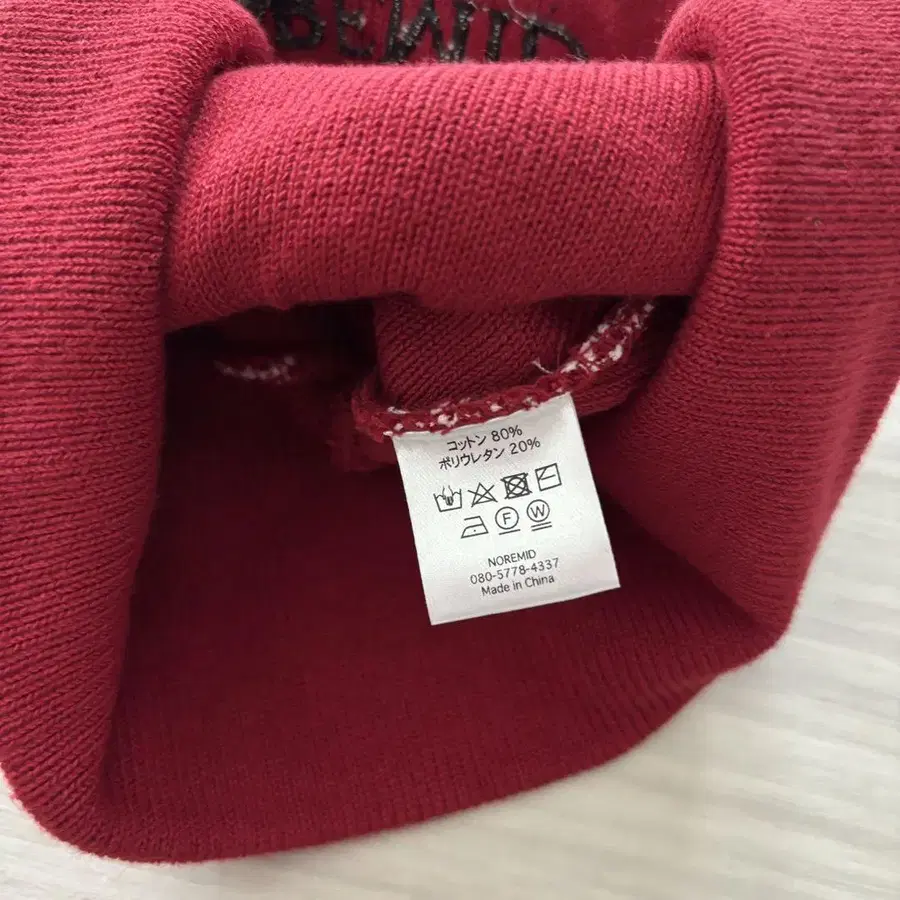 コットン 80%
ポリウレタン 20%
F W
NOREMID
080-5778-4337
Made in China